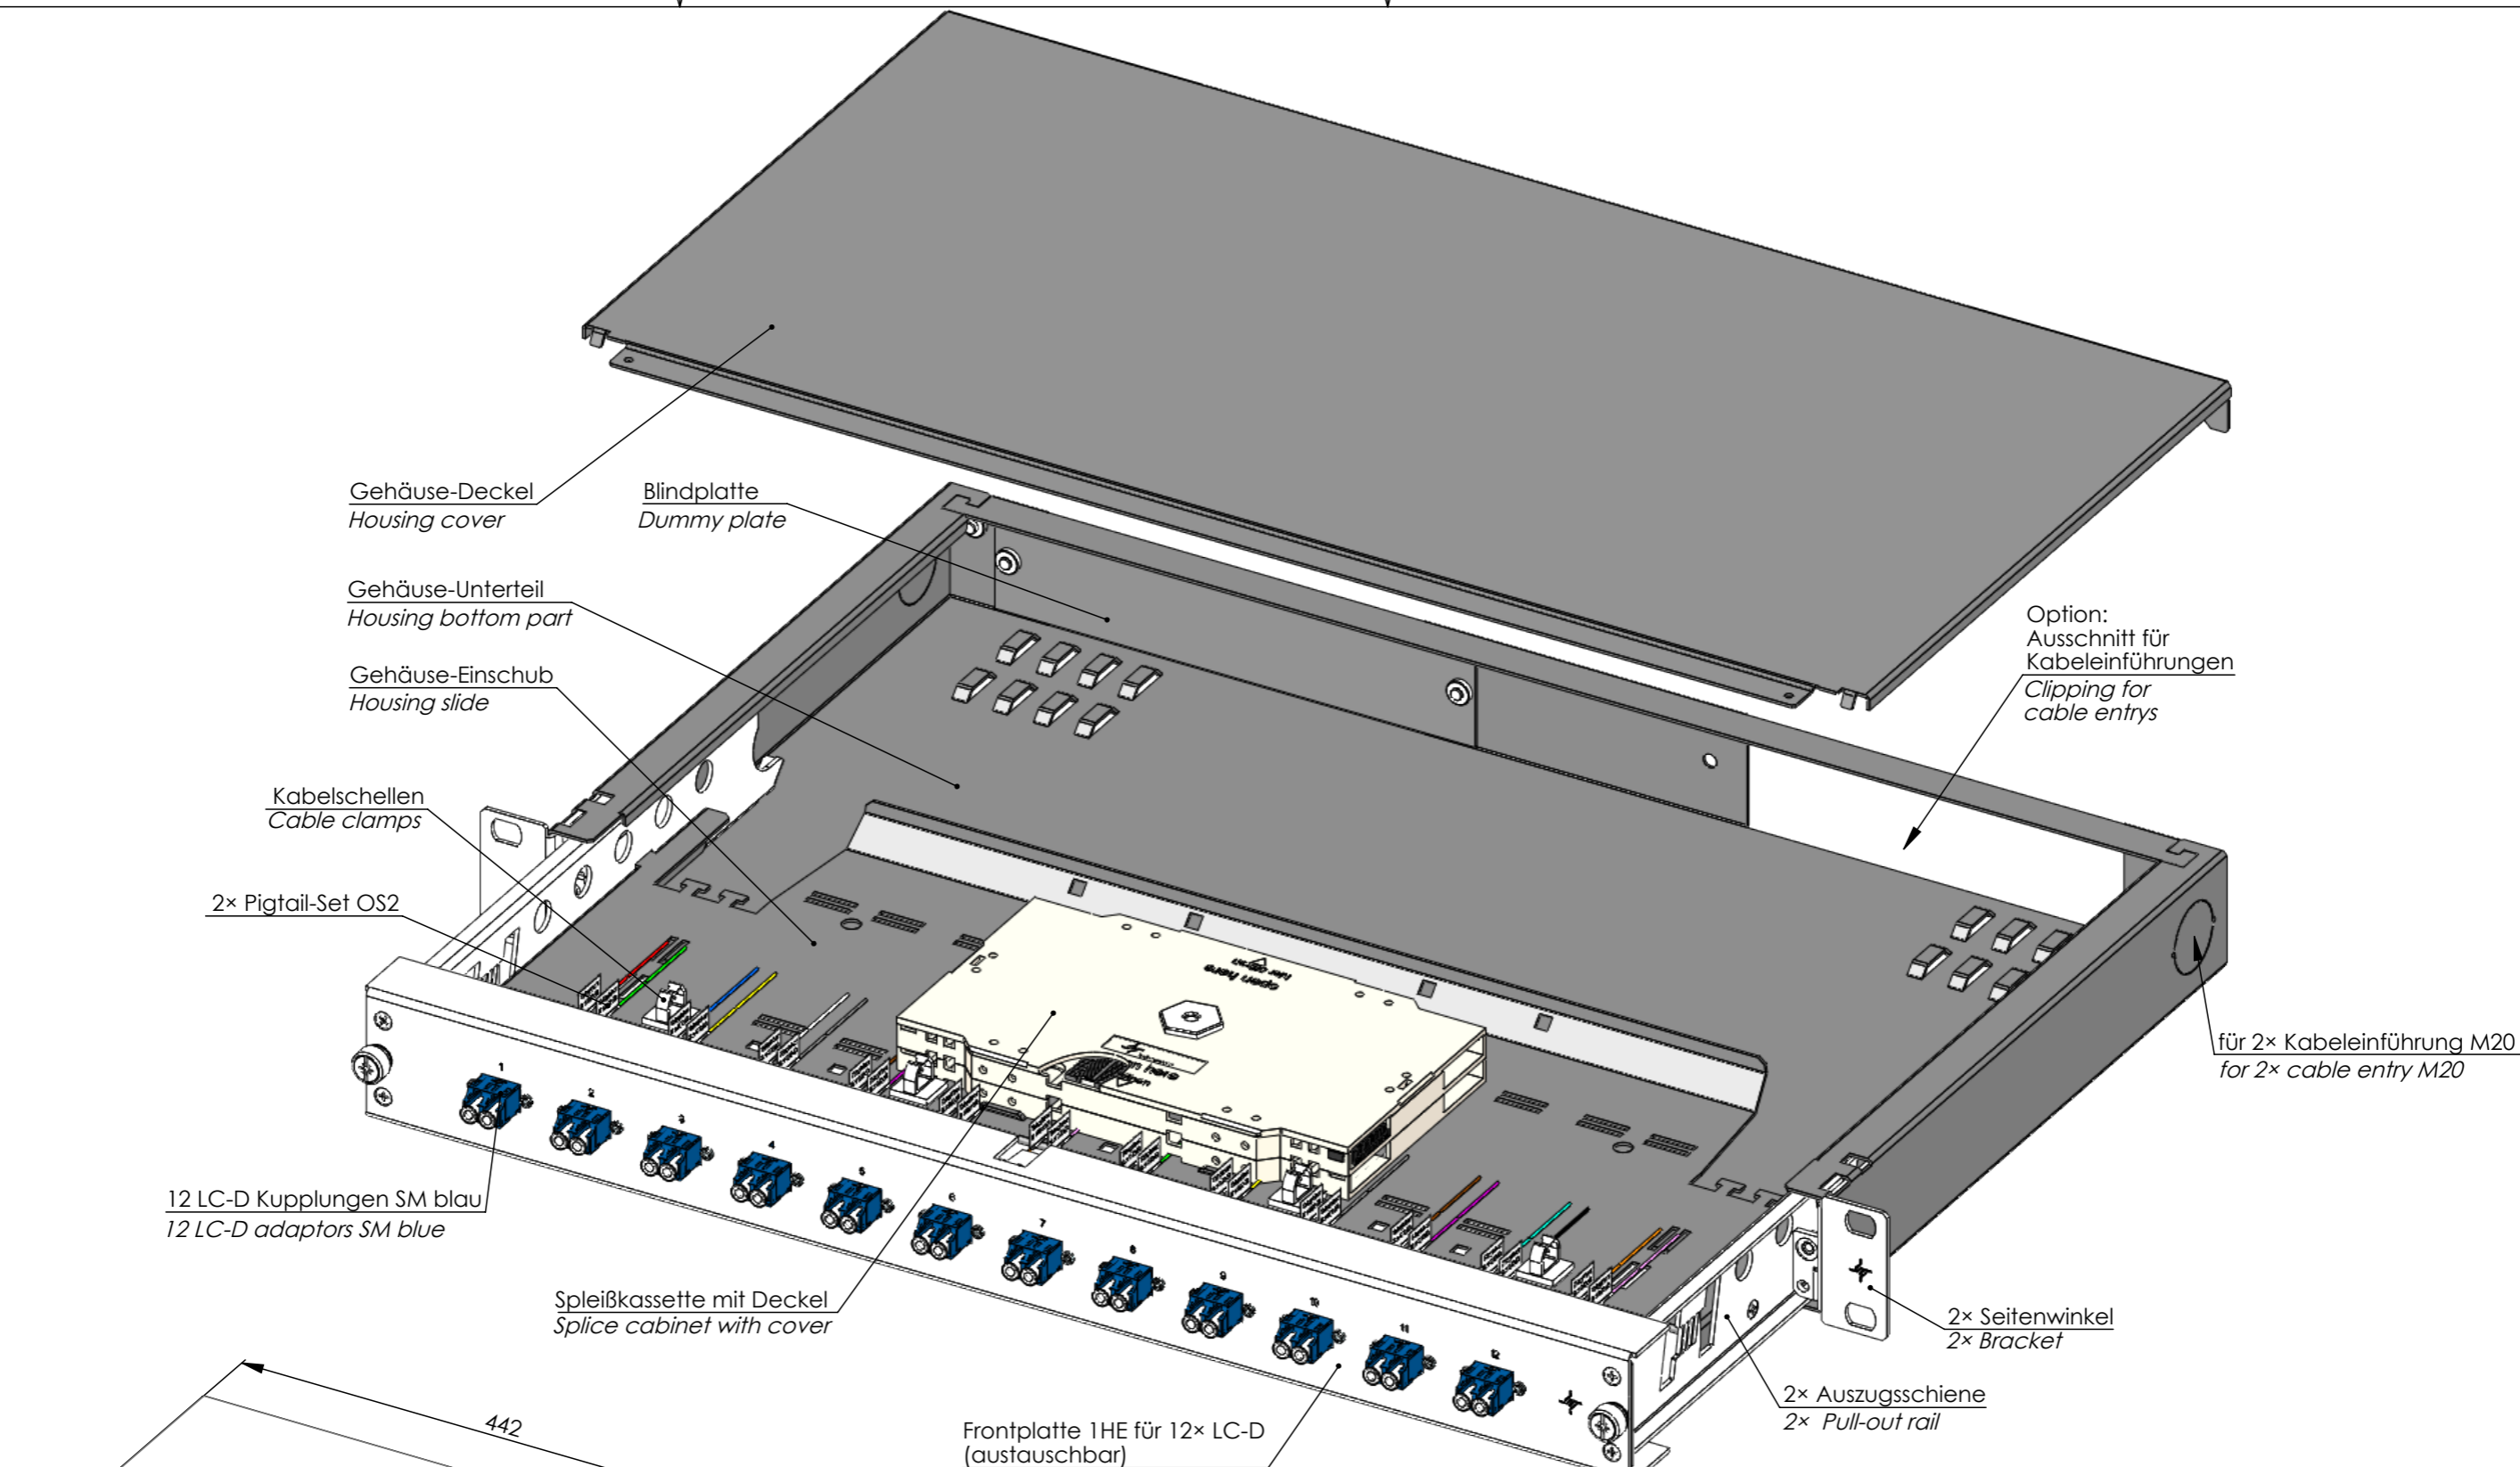 Gehäuse-Deckel
Housing cover
Blindplatte
Dummy plate
Gehäuse-Unterteil
Housing bottom part
Gehäuse-Einschub
Housing slide
Option:
Ausschnitt für
Kabeleinführungen
Clipping for
cable entrys
Kabelschellen
Cable clamps
2× Pigtail-Set OS2
open here
für 2× Kabeleinführung M20
for 2× cable entry M20
1
2
3
4
5
6
7
8
9
10
11
12
12 LC-D Kupplungen SM blau
12 LC-D adaptors SM blue
Spleißkassette mit Deckel
Splice cabinet with cover
2× Seitenwinkel
2× Bracket
2× Auszugsschiene
2× Pull-out rail
442
Frontplatte 1HE für 12× LC-D
(austauschbar)